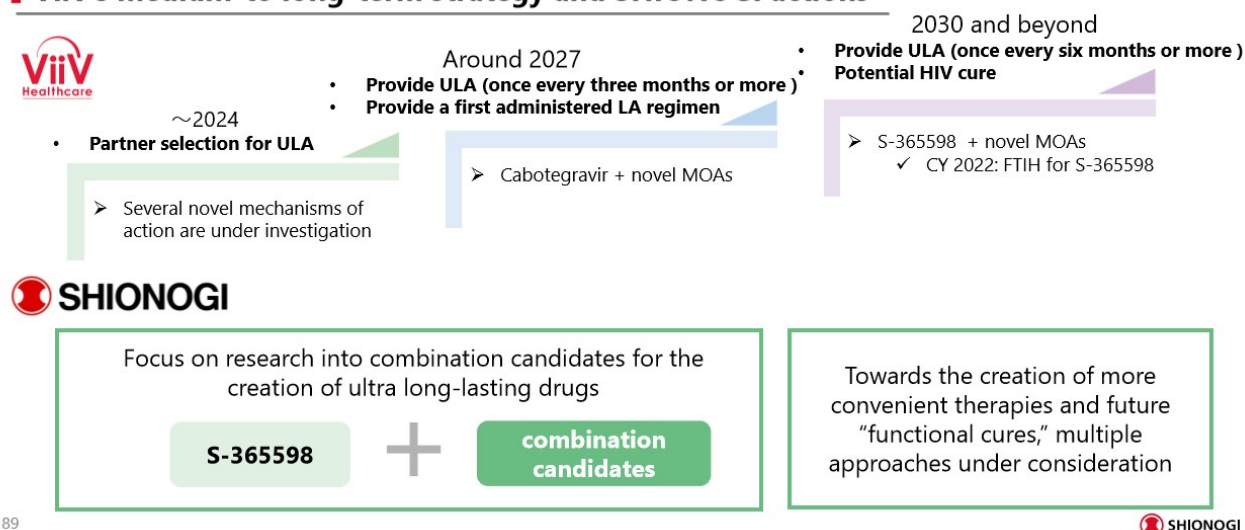 ViiV
Healthcare
～2024
• Partner selection for ULA
➢ Several novel mechanisms of
action are under investigation
Around 2027
• Provide ULA (once every three months or more )
• Provide a first administered LA regimen
➢ Cabotegravir + novel MOAs
2030 and beyond
• Provide ULA (once every six months or more )
• Potential HIV cure
➢ S-365598 + novel MOAs
✓ CY 2022: FTIH for S-365598
SHIONOGI
Focus on research into combination candidates for the
creation of ultra long-lasting drugs
S-365598
+
combination
candidates
Towards the creation of more
convenient therapies and future
“functional cures,” multiple
approaches under consideration
89
SHIONOGI